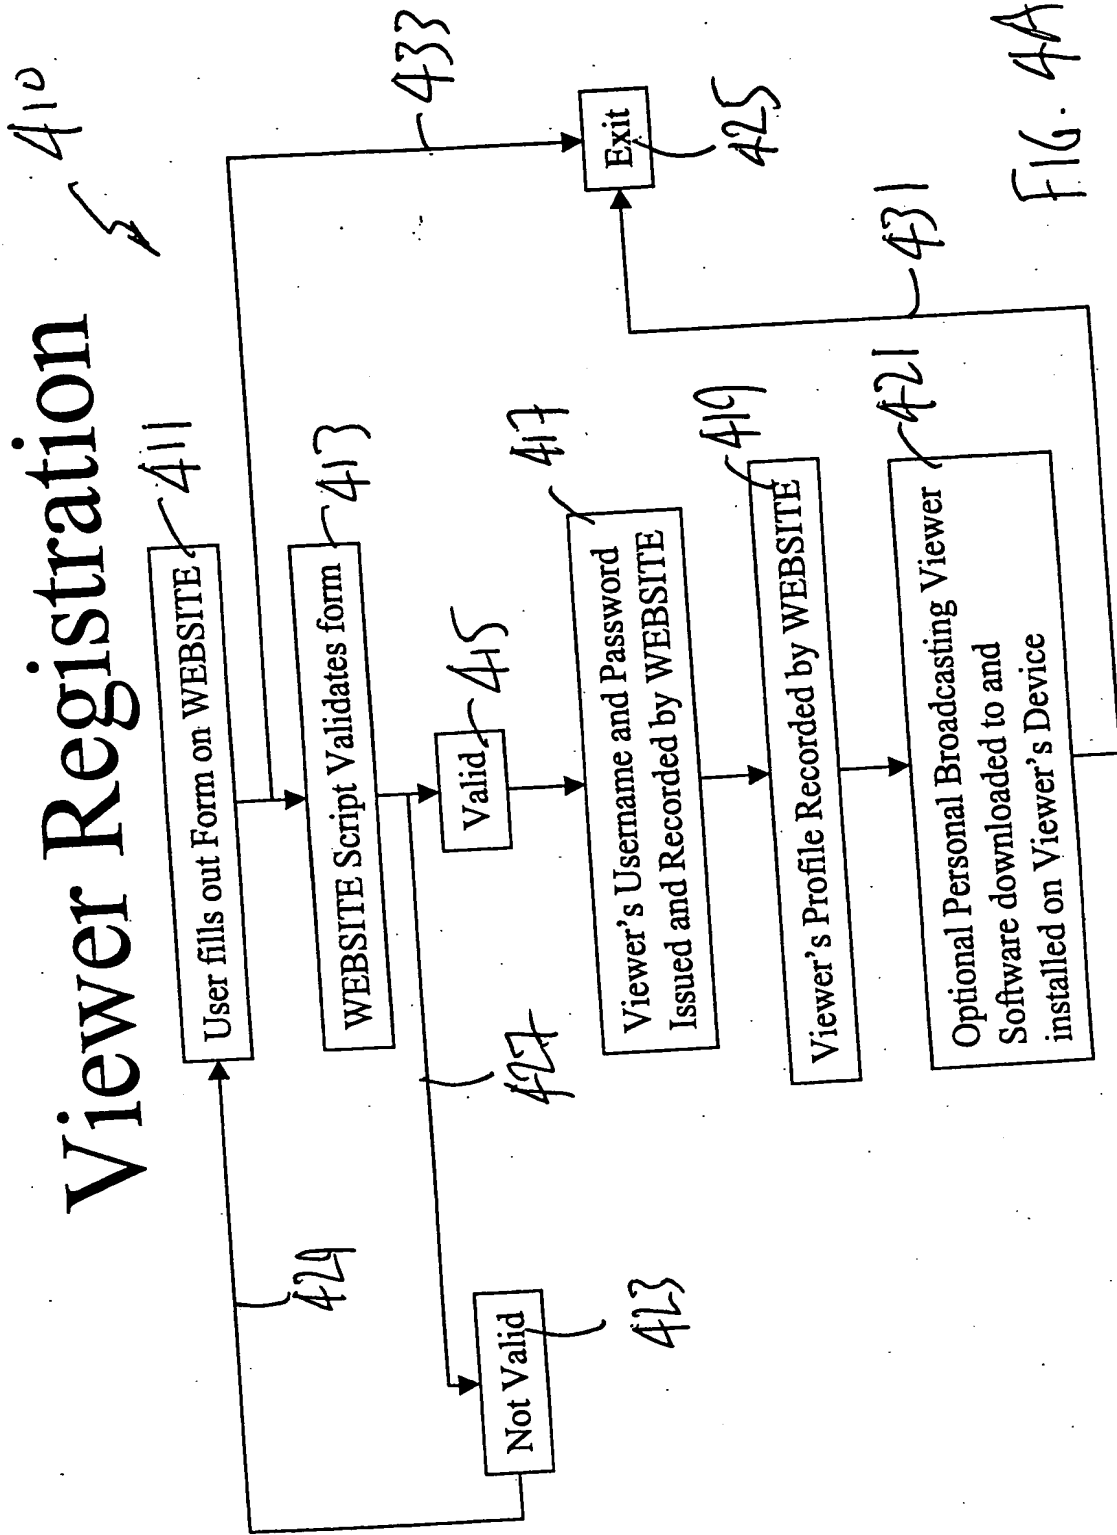 Viewer Registration
410
User fills out Form on WEBSITE
411
433
WEBSITE Script Validates form
413
429
Valid
415
427
Not Valid
423
Exit
425
Viewer's Username and Password
Issued and Recorded by WEBSITE
417
Viewer's Profile Recorded by WEBSITE
419
Optional Personal Broadcasting Viewer
Software downloaded to and
installed on Viewer's Device
421
431
FIG. 4A